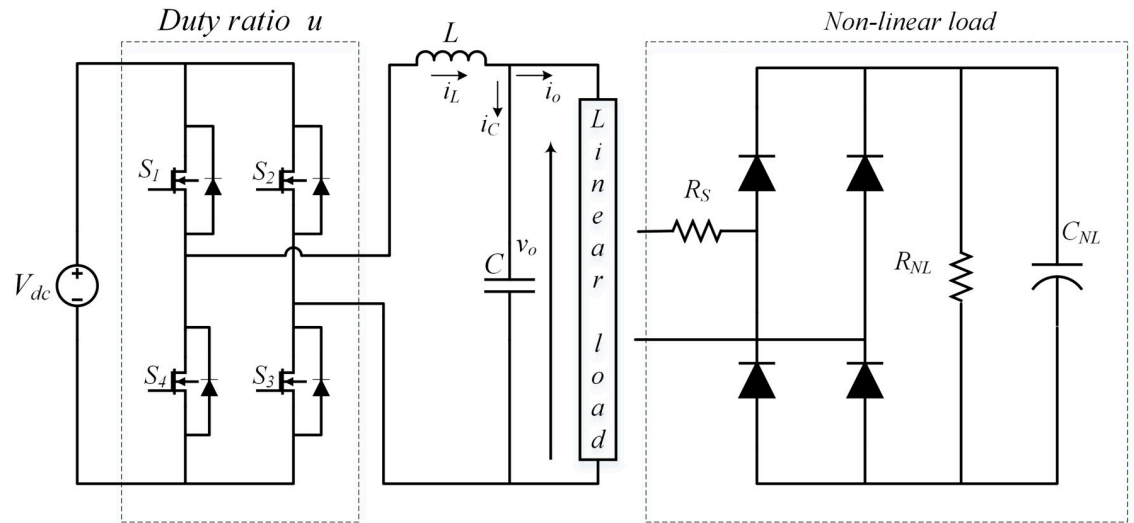 Duty ratio u
Non-linear load
L
i_L
i_o
i_C
S_1
S_2
V_dc
+
−
C
v_o
Linear load
R_S
R_NL
C_NL
S_4
S_3